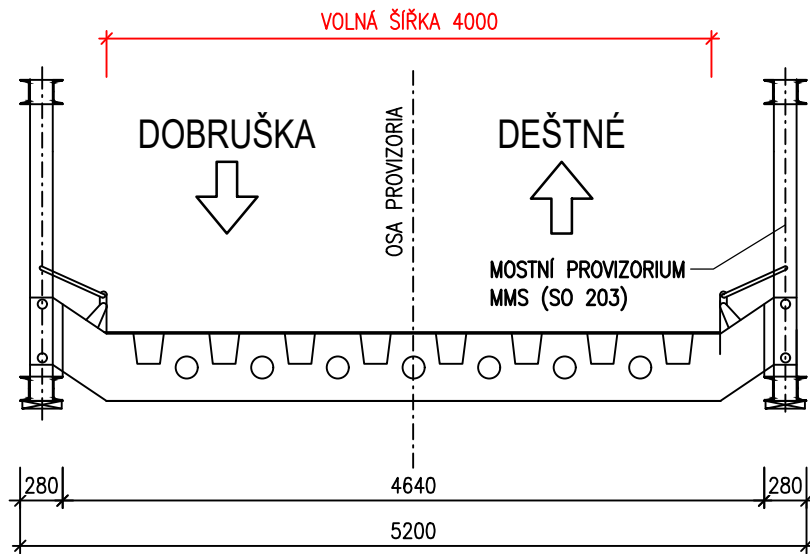 VOLNÁ ŠÍŘKA 4000
DOBRUŠKA
DEŠTNÉ
OSA PROVIZORIA
MOSTNÍ PROVIZORIUM
MMS (SO 203)
280
4640
280
5200